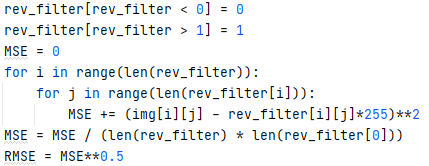 rev_filter[rev_filter < 0] = 0
rev_filter[rev_filter > 1] = 1
MSE = 0
for i in range(len(rev_filter)):
    for j in range(len(rev_filter[i])):
        MSE += (img[i][j] - rev_filter[i][j]*255)**2
MSE = MSE / (len(rev_filter) * len(rev_filter[0]))
RMSE = MSE**0.5